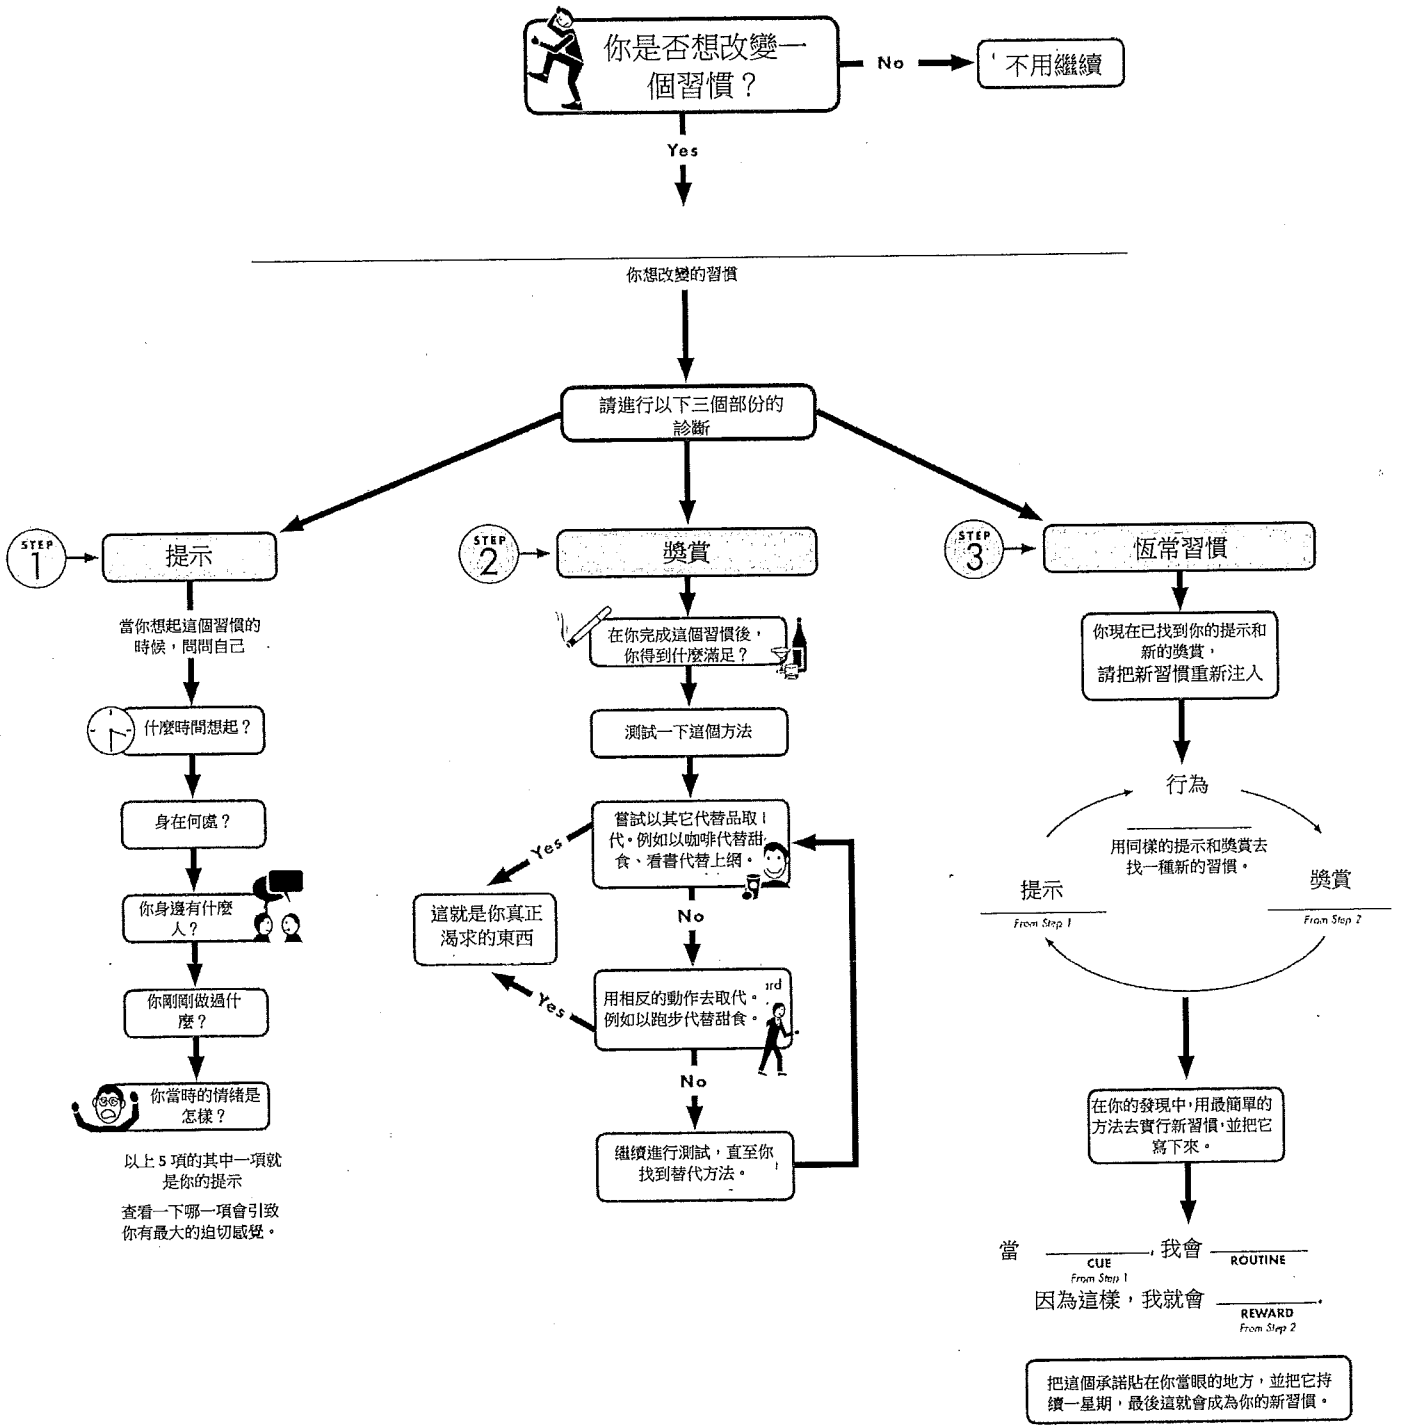 你是否想改變一
個習慣？
No
不用繼續
Yes
你想改變的習慣
請進行以下三個部份的
診斷
STEP
1
提示
當你想起這個習慣的
時候，問問自己
什麼時間想起？
身在何處？
你身邊有什麼
人？
你剛剛做過什
麼？
你當時的情緒是
怎樣？
以上 5 項的其中一項就
是你的提示
查看一下哪一項會引致
你有最大的迫切感覺。
STEP
2
獎賞
在你完成這個習慣後，
你得到什麼滿足？
測試一下這個方法
嘗試以其它代替品取
代。例如以咖啡代替甜
食、看書代替上網。
Yes
這就是你真正
渴求的東西
No
用相反的動作去取代。
例如以跑步代替甜食。
rd
Yes
No
繼續進行測試，直至你
找到替代方法。
STEP
3
恆常習慣
你現在已找到你的提示和
新的獎賞，
請把新習慣重新注入
行為
用同樣的提示和獎賞去
找一種新的習慣。
提示
From Step 1
獎賞
From Step 2
在你的發現中，用最簡單的
方法去實行新習慣，並把它
寫下來。
當 ，我會
CUE
From Step 1
ROUTINE
因為這樣，我就會 .
REWARD
From Step 2
把這個承諾貼在你當眼的地方，並把它持
續一星期，最後這就會成為你的新習慣。